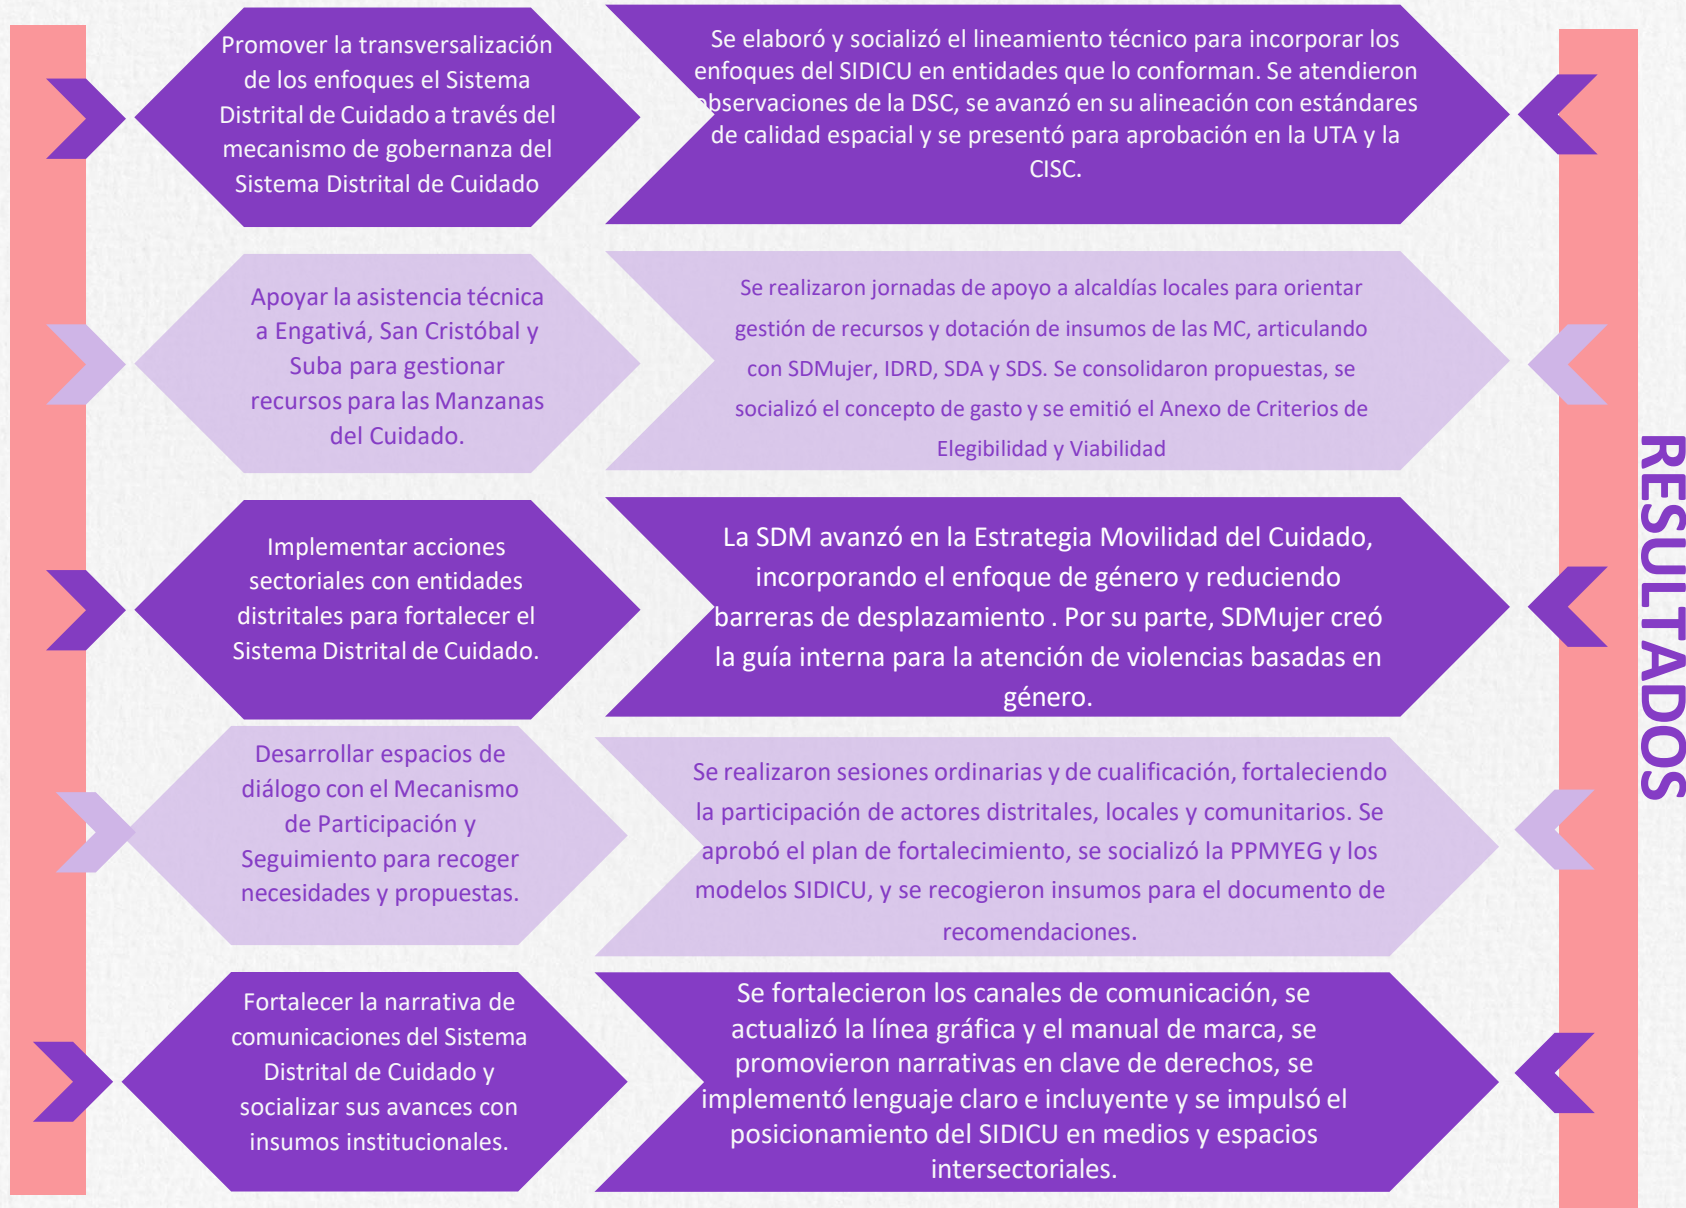 Promover la transversalización
de los enfoques el Sistema
Distrital de Cuidado a través del
mecanismo de gobernanza del
Sistema Distrital de Cuidado
Se elaboró y socializó el lineamiento técnico para incorporar los
enfoques del SIDICU en entidades que lo conforman. Se atendieron
observaciones de la DSC, se avanzó en su alineación con estándares
de calidad espacial y se presentó para aprobación en la UTA y la
CISC.
Apoyar la asistencia técnica
a Engativá, San Cristóbal y
Suba para gestionar
recursos para las Manzanas
del Cuidado.
Se realizaron jornadas de apoyo a alcaldías locales para orientar
gestión de recursos y dotación de insumos de las MC, articulando
con SDMujer, IDRD, SDA y SDS. Se consolidaron propuestas, se
socializó el concepto de gasto y se emitió el Anexo de Criterios de
Elegibilidad y Viabilidad
Implementar acciones
sectoriales con entidades
distritales para fortalecer el
Sistema Distrital de Cuidado.
La SDM avanzó en la Estrategia Movilidad del Cuidado,
incorporando el enfoque de género y reduciendo
barreras de desplazamiento . Por su parte, SDMujer creó
la guía interna para la atención de violencias basadas en
género.
Desarrollar espacios de
diálogo con el Mecanismo
de Participación y
Seguimiento para recoger
necesidades y propuestas.
Se realizaron sesiones ordinarias y de cualificación, fortaleciendo
la participación de actores distritales, locales y comunitarios. Se
aprobó el plan de fortalecimiento, se socializó la PPMYEG y los
modelos SIDICU, y se recogieron insumos para el documento de
recomendaciones.
Fortalecer la narrativa de
comunicaciones del Sistema
Distrital de Cuidado y
socializar sus avances con
insumos institucionales.
Se fortalecieron los canales de comunicación, se
actualizó la línea gráfica y el manual de marca, se
promovieron narrativas en clave de derechos, se
implementó lenguaje claro e incluyente y se impulsó el
posicionamiento del SIDICU en medios y espacios
intersectoriales.
RESULTADOS